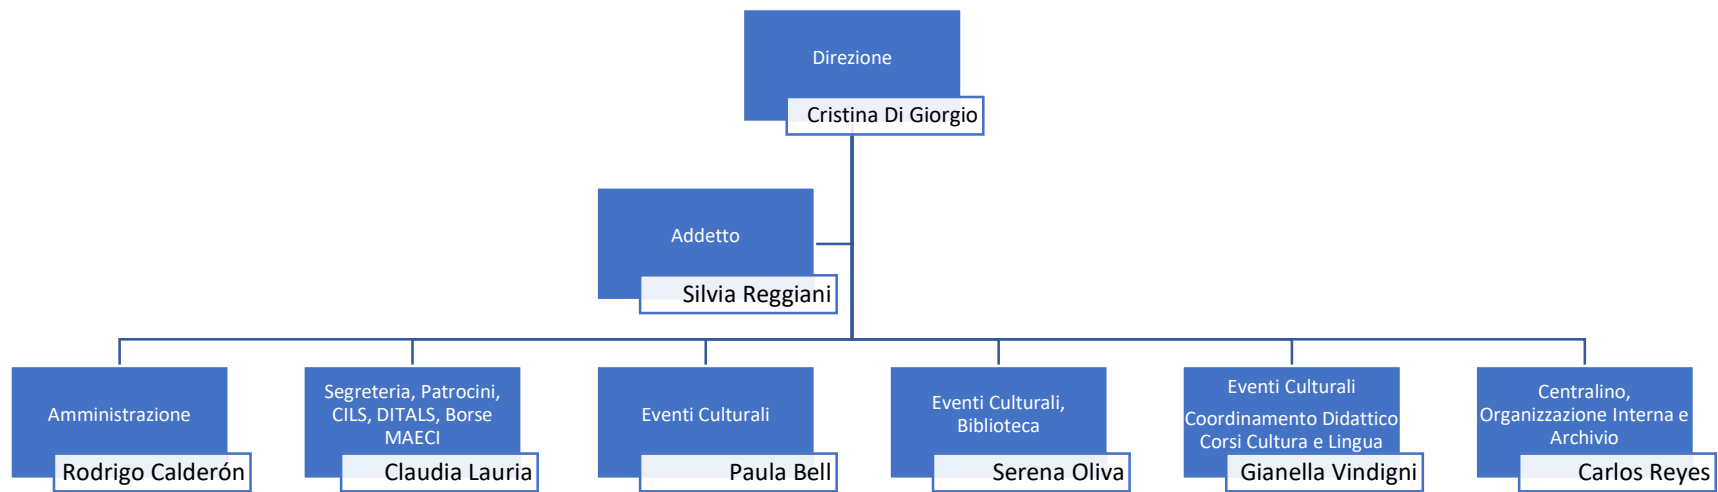 Direzione
Cristina Di Giorgio
Addetto
Silvia Reggiani
Amministrazione
Rodrigo Calderón
Segreteria, Patrocini,
CILS, DITALS, Borse
MAECI
Claudia Lauria
Eventi Culturali
Paula Bell
Eventi Culturali,
Biblioteca
Serena Oliva
Eventi Culturali
Coordinamento Didattico
Corsi Cultura e Lingua
Gianella Vindigni
Centralino,
Organizzazione Interna e
Archivio
Carlos Reyes